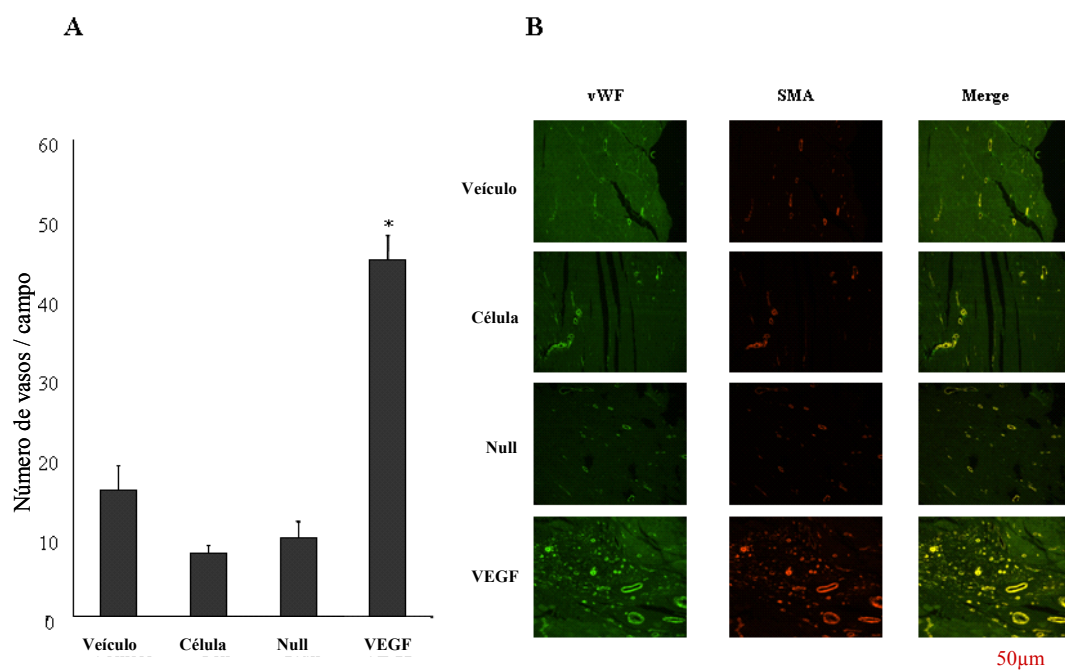 A
Número de vasos / campo
60
50
40
30
20
10
0
*
Veículo Célula Null VEGF
B
vWF SMA Merge
Veículo
Célula
Null
VEGF
50µm